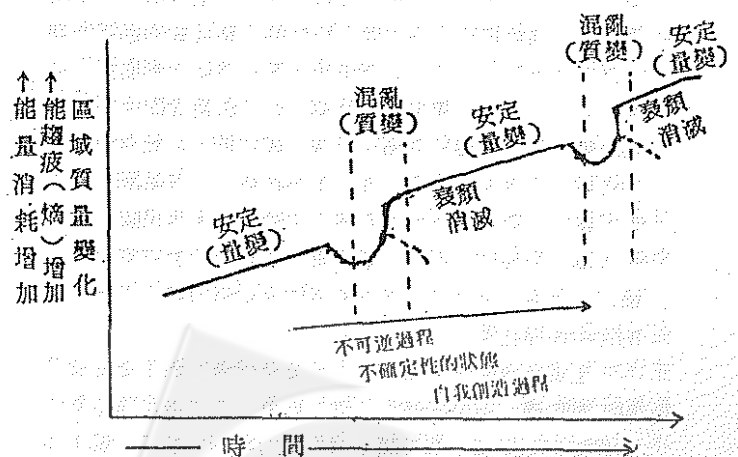 混亂
(質變)
安定
(量變)
混亂
(質變)
安定
(量變)
衰頹
消滅
安定
(量變)
衰頹
消滅
↑能量消耗增加
↑能趨疲(熵)增加
區域質量變化
不可逆過程
不確定性的狀態
自我創造過程
時間